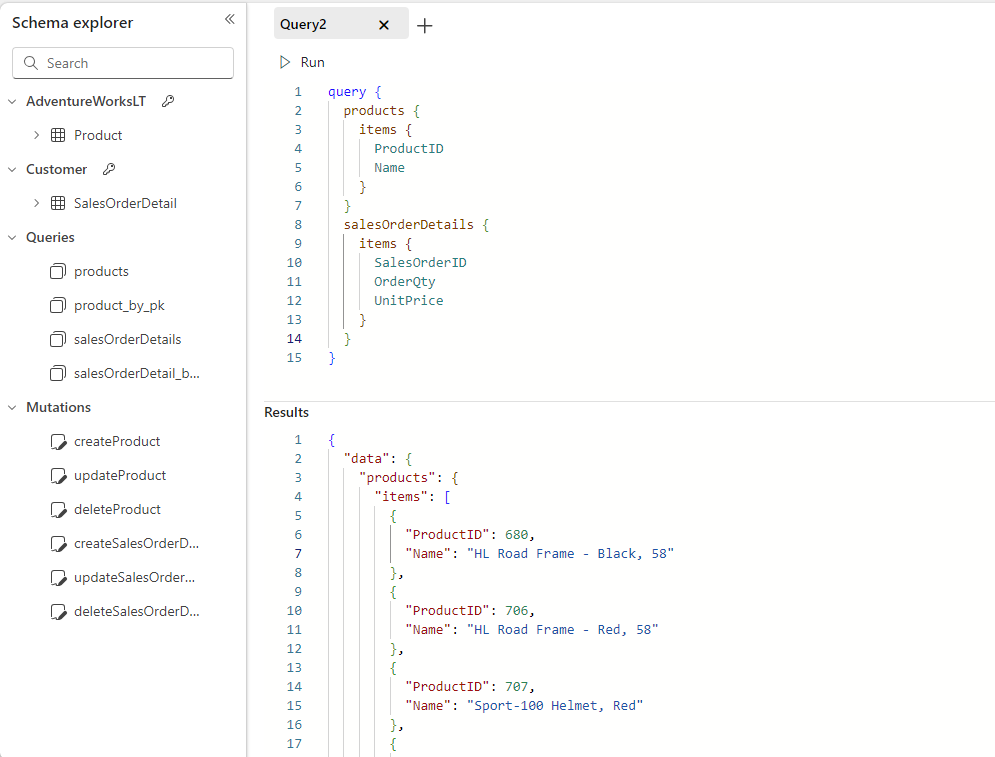 Schema explorer
Search
AdventureWorksLT
Product
Customer
SalesOrderDetail
Queries
products
product_by_pk
salesOrderDetails
salesOrderDetail_b...
Mutations
createProduct
updateProduct
deleteProduct
createSalesOrderD...
updateSalesOrder...
deleteSalesOrderD...
Query2
Run
1 query {
2 products {
3 items {
4 ProductID
5 Name
6 }
7 }
8 salesOrderDetails {
9 items {
10 SalesOrderID
11 OrderQty
12 UnitPrice
13 }
14 }
15 }
Results
1 {
2 "data": {
3 "products": {
4 "items": [
5 {
6 "ProductID": 680,
7 "Name": "HL Road Frame - Black, 58"
8 },
9 {
10 "ProductID": 706,
11 "Name": "HL Road Frame - Red, 58"
12 },
13 {
14 "ProductID": 707,
15 "Name": "Sport-100 Helmet, Red"
16 },
17 {